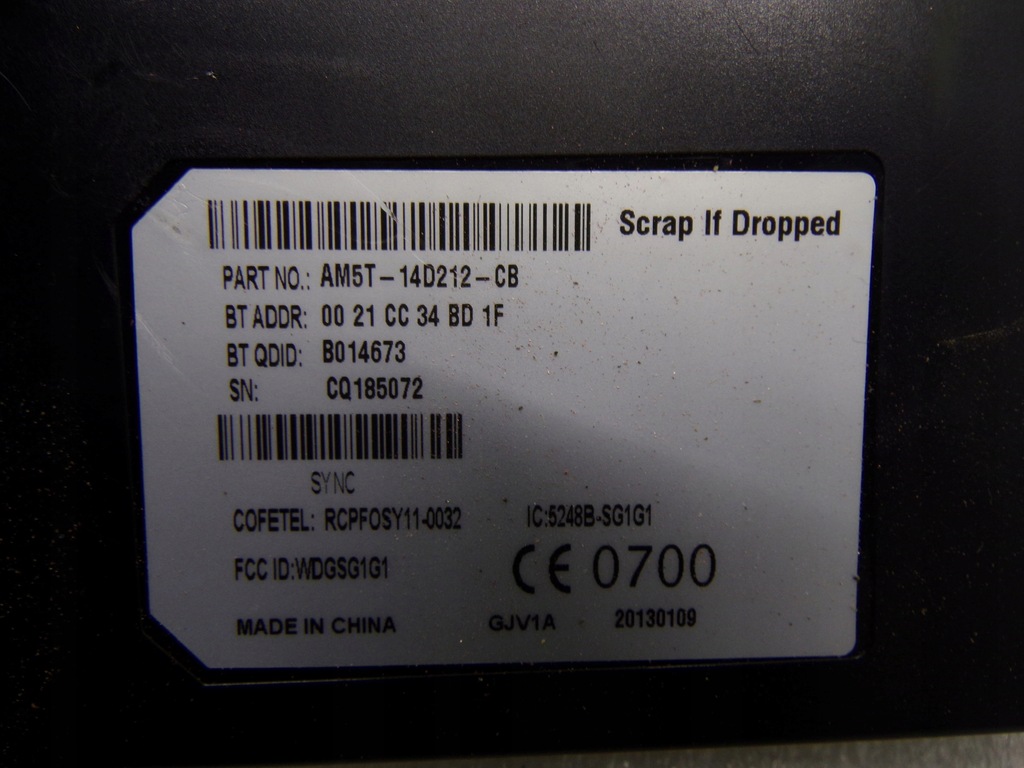 Scrap If Dropped
PART NO.: AM5T-14D212-CB
BT ADDR: 00 21 CC 34 BD 1F
BT QDID: B014673
SN: CQ185072
SYNC
COFETEL: RCPFOSY11-0032 IC:5248B-SG1G1
FCC ID:WDGSG1G1 CE 0700
MADE IN CHINA GJV1A 20130109